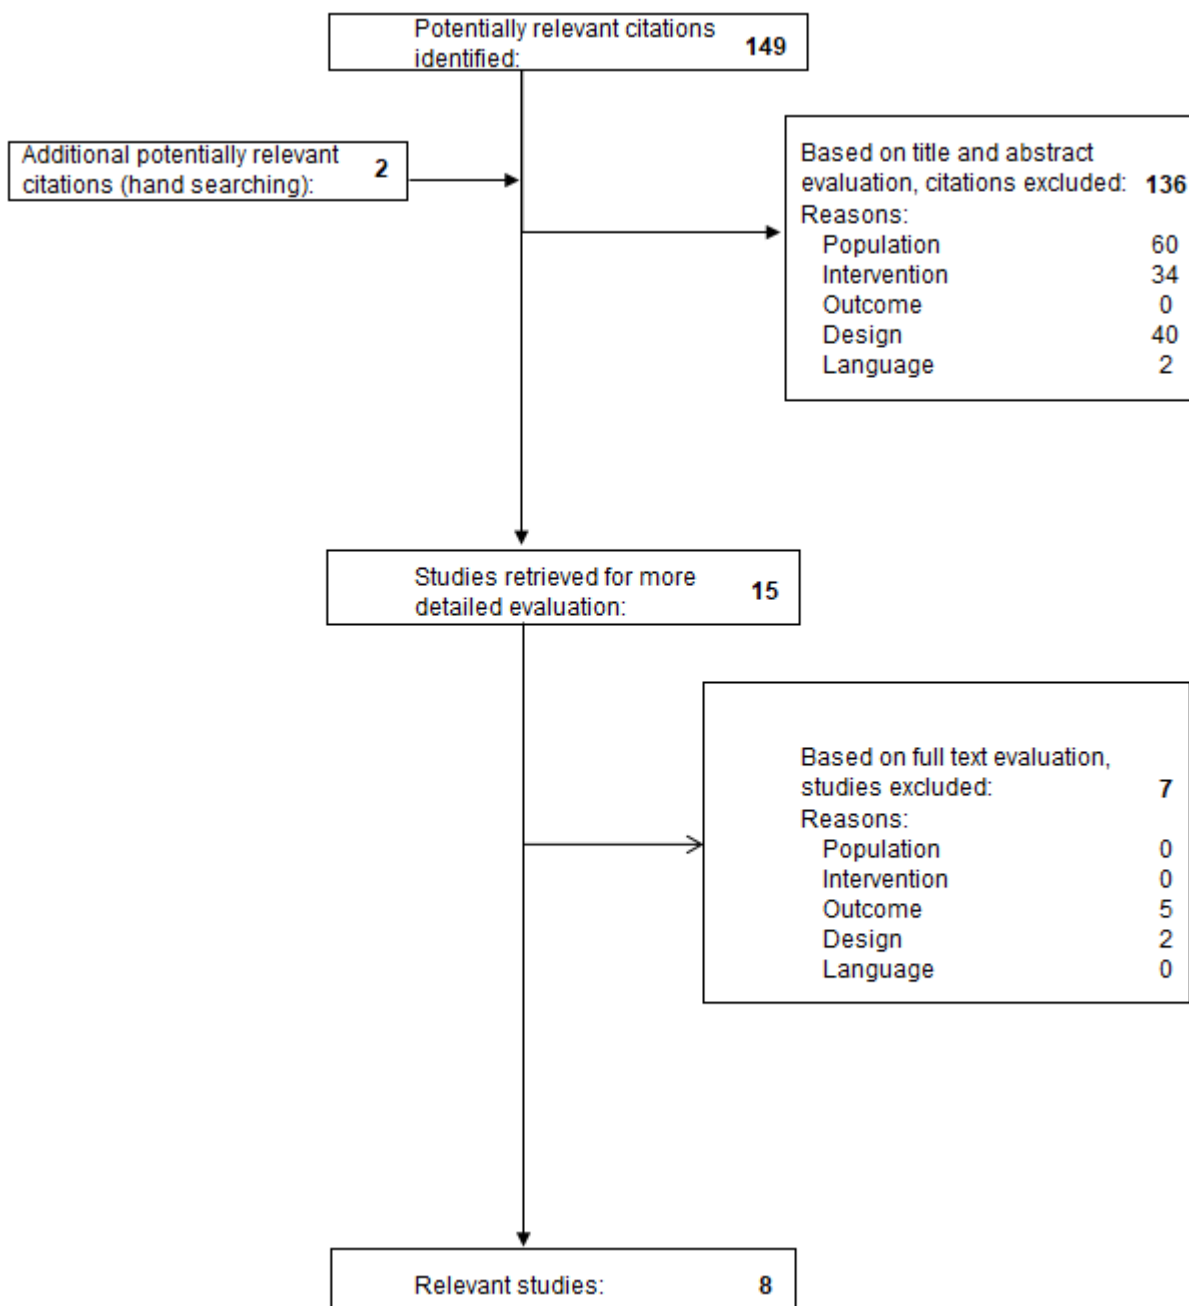 Potentially relevant citations
identified: 149
Additional potentially relevant
citations (hand searching): 2
Based on title and abstract
evaluation, citations excluded: 136
Reasons:
Population 60
Intervention 34
Outcome 0
Design 40
Language 2
Studies retrieved for more
detailed evaluation: 15
Based on full text evaluation,
studies excluded: 7
Reasons:
Population 0
Intervention 0
Outcome 5
Design 2
Language 0
Relevant studies: 8